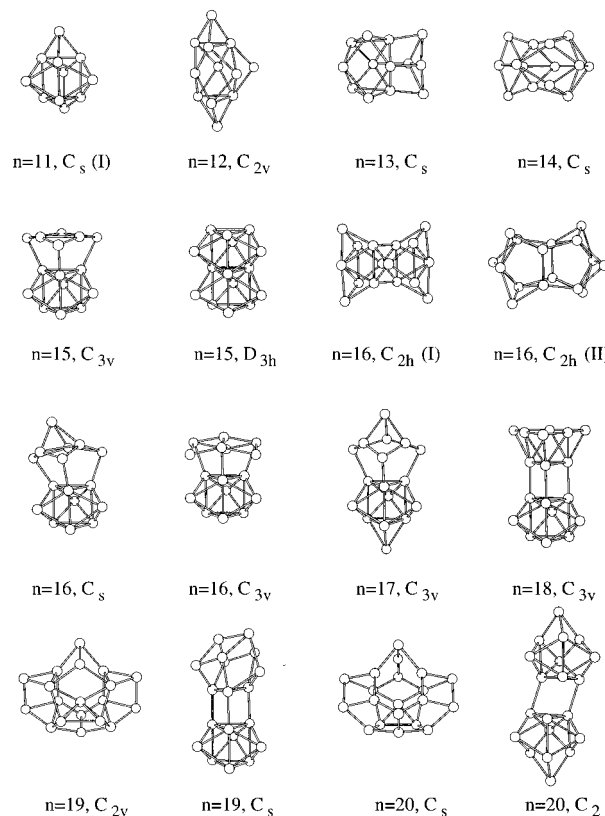 n=11, C s (I) n=12, C 2v n=13, C s n=14, C s
n=15, C 3v n=15, D 3h n=16, C 2h (I) n=16, C 2h (II)
n=16, C s n=16, C 3v n=17, C 3v n=18, C 3v
n=19, C 2v n=19, C s n=20, C s n=20, C 2